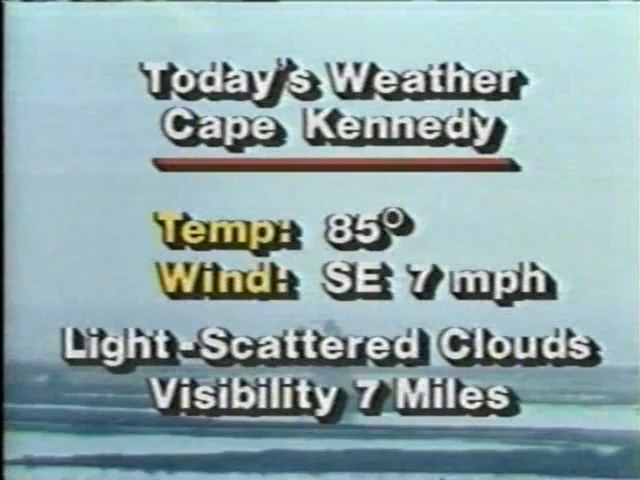 Today's Weather
Cape Kennedy
Temp: 85°
Wind: SE 7 mph
Light-Scattered Clouds
Visibility 7 Miles